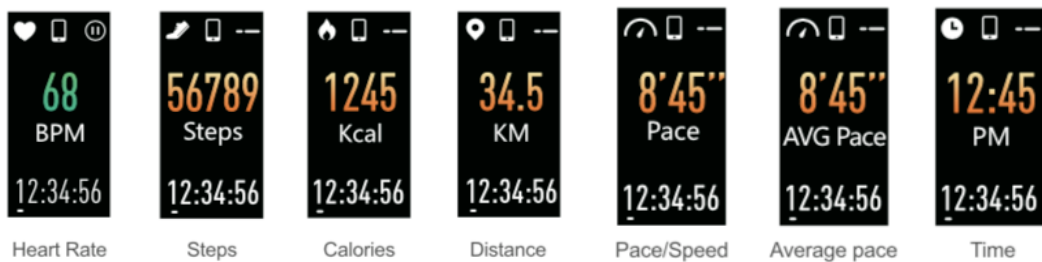 68
BPM
12:34:56
Heart Rate
56789
Steps
12:34:56
Steps
1245
Kcal
12:34:56
Calories
34.5
KM
12:34:56
Distance
8'45''
Pace
12:34:56
Pace/Speed
8'45''
AVG Pace
12:34:56
Average pace
12:45
PM
12:34:56
Time